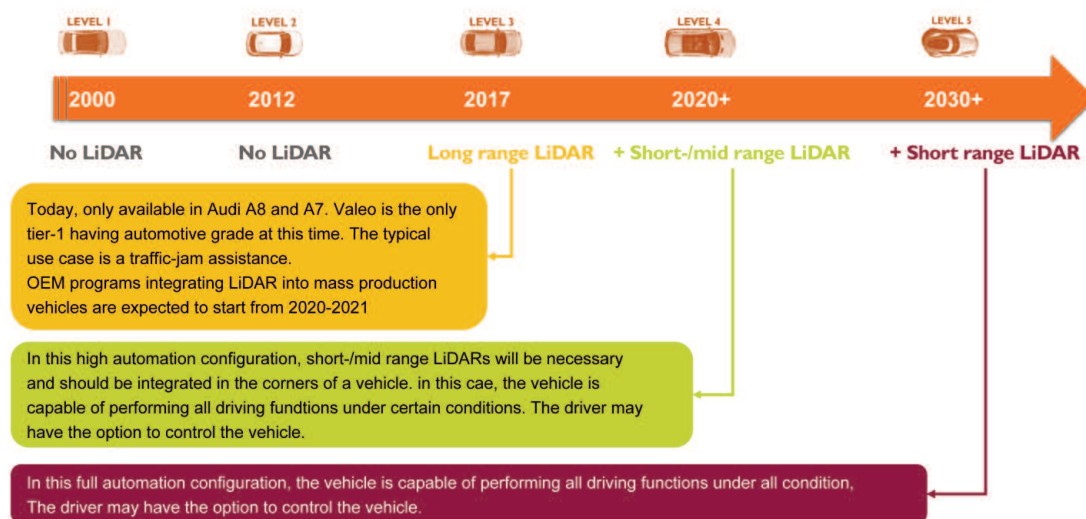 LEVEL 1 LEVEL 2 LEVEL 3 LEVEL 4 LEVEL 5
2000 2012 2017 2020+ 2030+
No LiDAR No LiDAR Long range LiDAR + Short-/mid range LiDAR + Short range LiDAR
Today, only available in Audi A8 and A7. Valeo is the only
tier-1 having automotive grade at this time. The typical
use case is a traffic-jam assistance.
OEM programs integrating LiDAR into mass production
vehicles are expected to start from 2020-2021
In this high automation configuration, short-/mid range LiDARs will be necessary
and should be integrated in the corners of a vehicle. in this cae, the vehicle is
capable of performing all driving fundtions under certain conditions. The driver may
have the option to control the vehicle.
In this full automation configuration, the vehicle is capable of performing all driving functions under all condition,
The driver may have the option to control the vehicle.